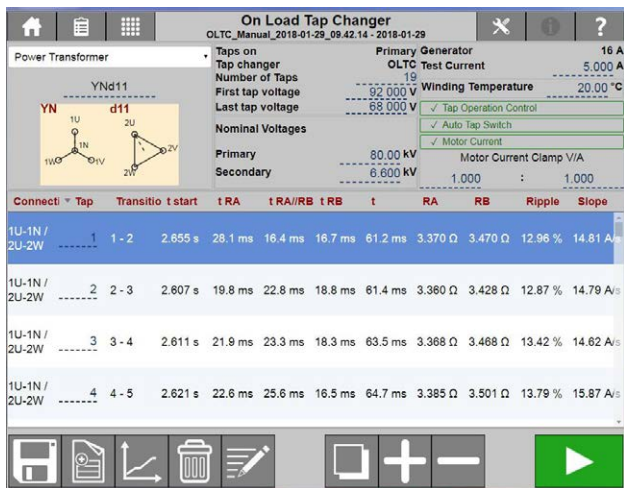 On Load Tap Changer
OLTC_Manual_2018-01-29_09.42.14 - 2018-01-29
?
Power Transformer
YNd11
YN d11
1U 2U
1N
1W 1V 2W 2V
Taps on Primary
Tap changer OLTC
Number of Taps 19
First tap voltage 92 000 V
Last tap voltage 68 000 V
Nominal Voltages
Primary 80.00 kV
Secondary 6.600 kV
Generator 16 A
Test Current 5.000 A
Winding Temperature 20.00 °C
✓ Tap Operation Control
✓ Auto Tap Switch
✓ Motor Current
Motor Current Clamp V/A
1.000 : 1.000
Connecti Tap Transitio t start t RA t RA//RB t RB t RA RB Ripple Slope
1U-1N / 2U-2W 1 1 - 2 2.655 s 28.1 ms 16.4 ms 16.7 ms 61.2 ms 3.370 Ω 3.470 Ω 12.96 % 14.81 A/s
1U-1N / 2U-2W 2 2 - 3 2.607 s 19.8 ms 22.8 ms 18.8 ms 61.4 ms 3.360 Ω 3.428 Ω 12.87 % 14.79 A/s
1U-1N / 2U-2W 3 3 - 4 2.611 s 21.9 ms 23.3 ms 18.3 ms 63.5 ms 3.368 Ω 3.468 Ω 13.42 % 14.62 A/s
1U-1N / 2U-2W 4 4 - 5 2.621 s 22.6 ms 25.6 ms 16.5 ms 64.7 ms 3.385 Ω 3.501 Ω 13.79 % 15.87 A/s